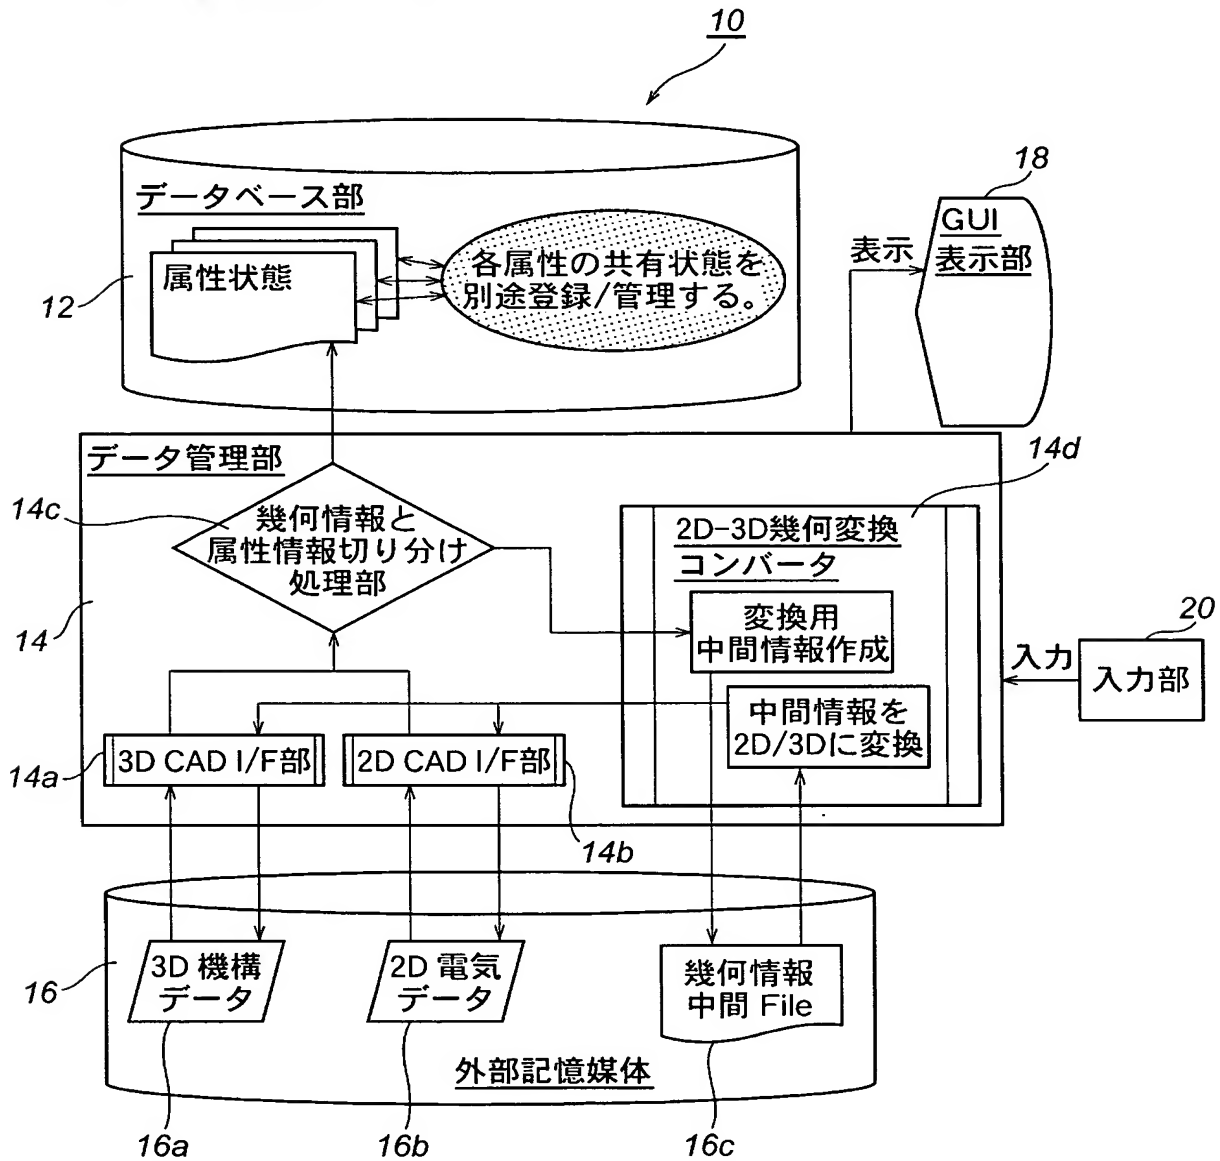 10
データベース部
属性状態
各属性の共有状態を
別途登録/管理する。
12
18
GUI
表示部
表示
データ管理部
14c
幾何情報と
属性情報切り分け
処理部
14d
2D-3D幾何変換
コンバータ
変換用
中間情報作成
中間情報を
2D/3Dに変換
14
20
入力
入力部
3D CAD I/F部
2D CAD I/F部
14a
14b
16
3D 機構
データ
2D 電気
データ
幾何情報
中間 File
外部記憶媒体
16a
16b
16c